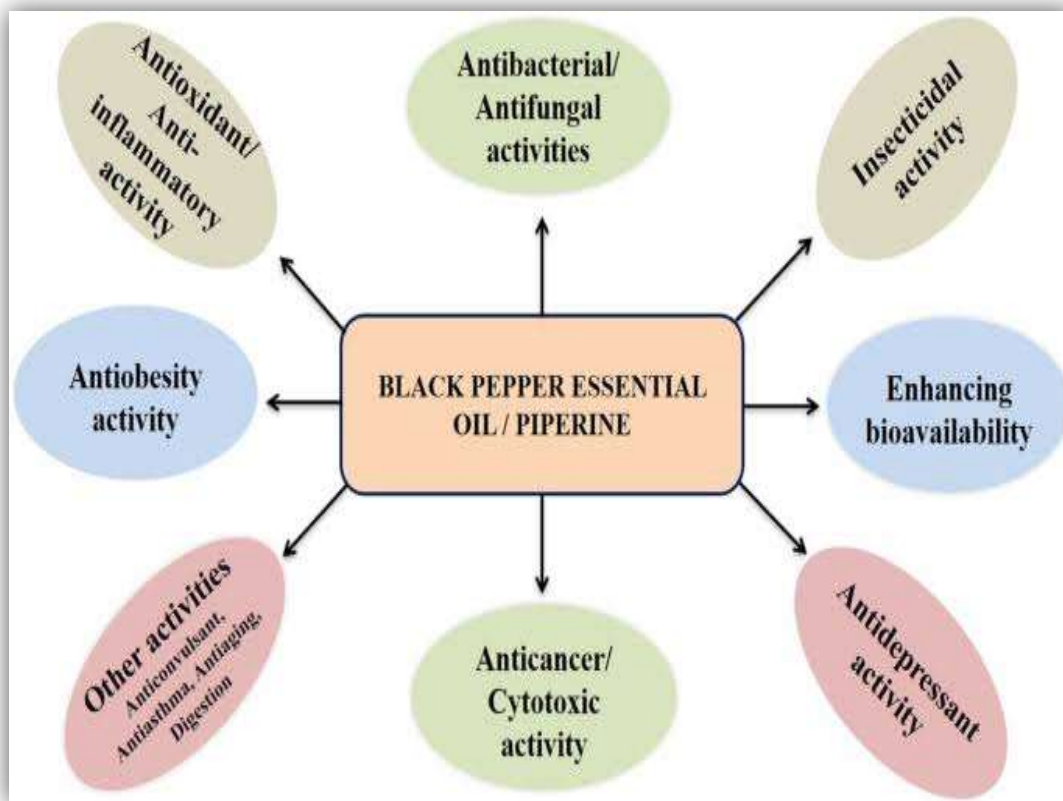 Antioxidant/
Anti-
inflammatory
activity
Antibacterial/
Antifungal
activities
Insecticidal
activity
Antiobesity
activity
BLACK PEPPER ESSENTIAL
OIL / PIPERINE
Enhancing
bioavailability
Other activities
Anticonvulsant,
Antiasthma, Antiaging,
Digestion
Anticancer/
Cytotoxic
activity
Antidepressant
activity